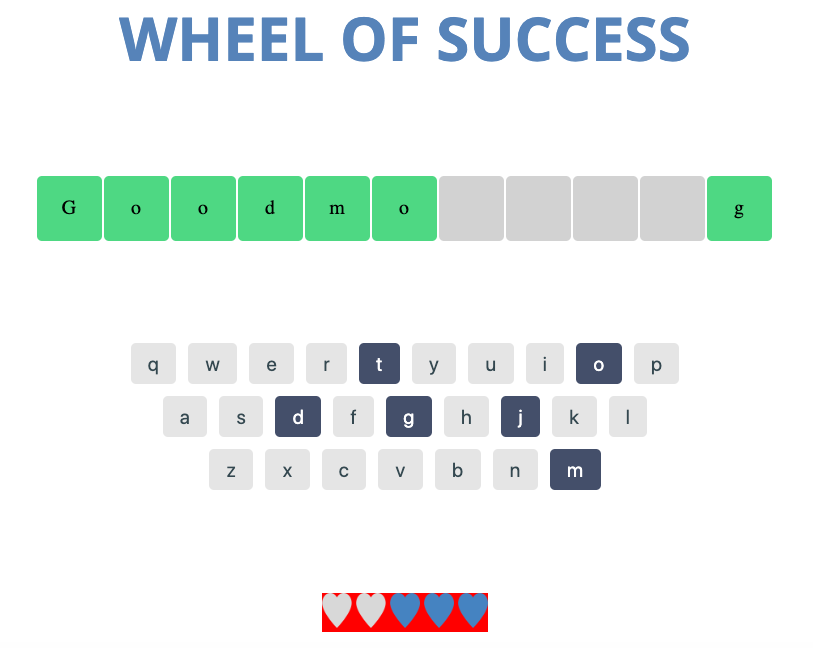 WHEEL OF SUCCESS
G o o d m o g
q w e r t y u i o p
a s d f g h j k l
z x c v b n m